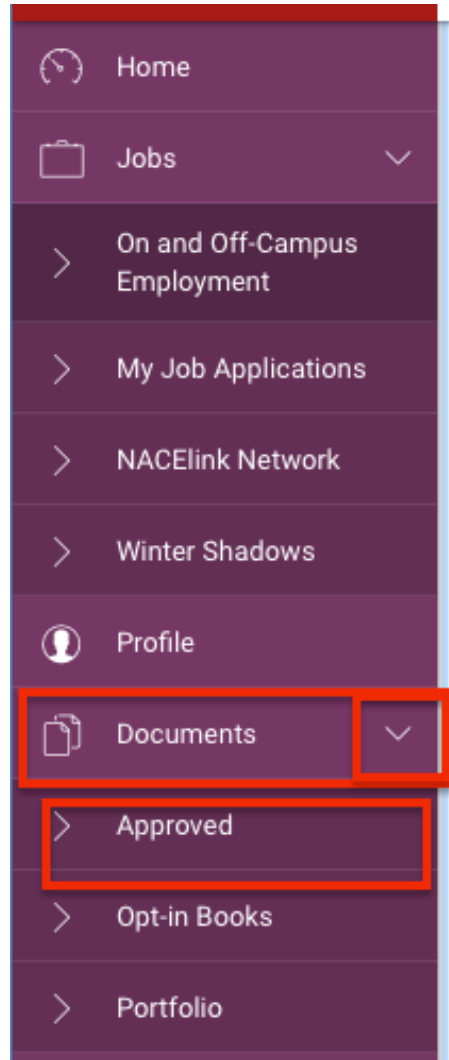 Home
Jobs
On and Off-Campus
Employment
My Job Applications
NACElink Network
Winter Shadows
Profile
Documents
Approved
Opt-in Books
Portfolio